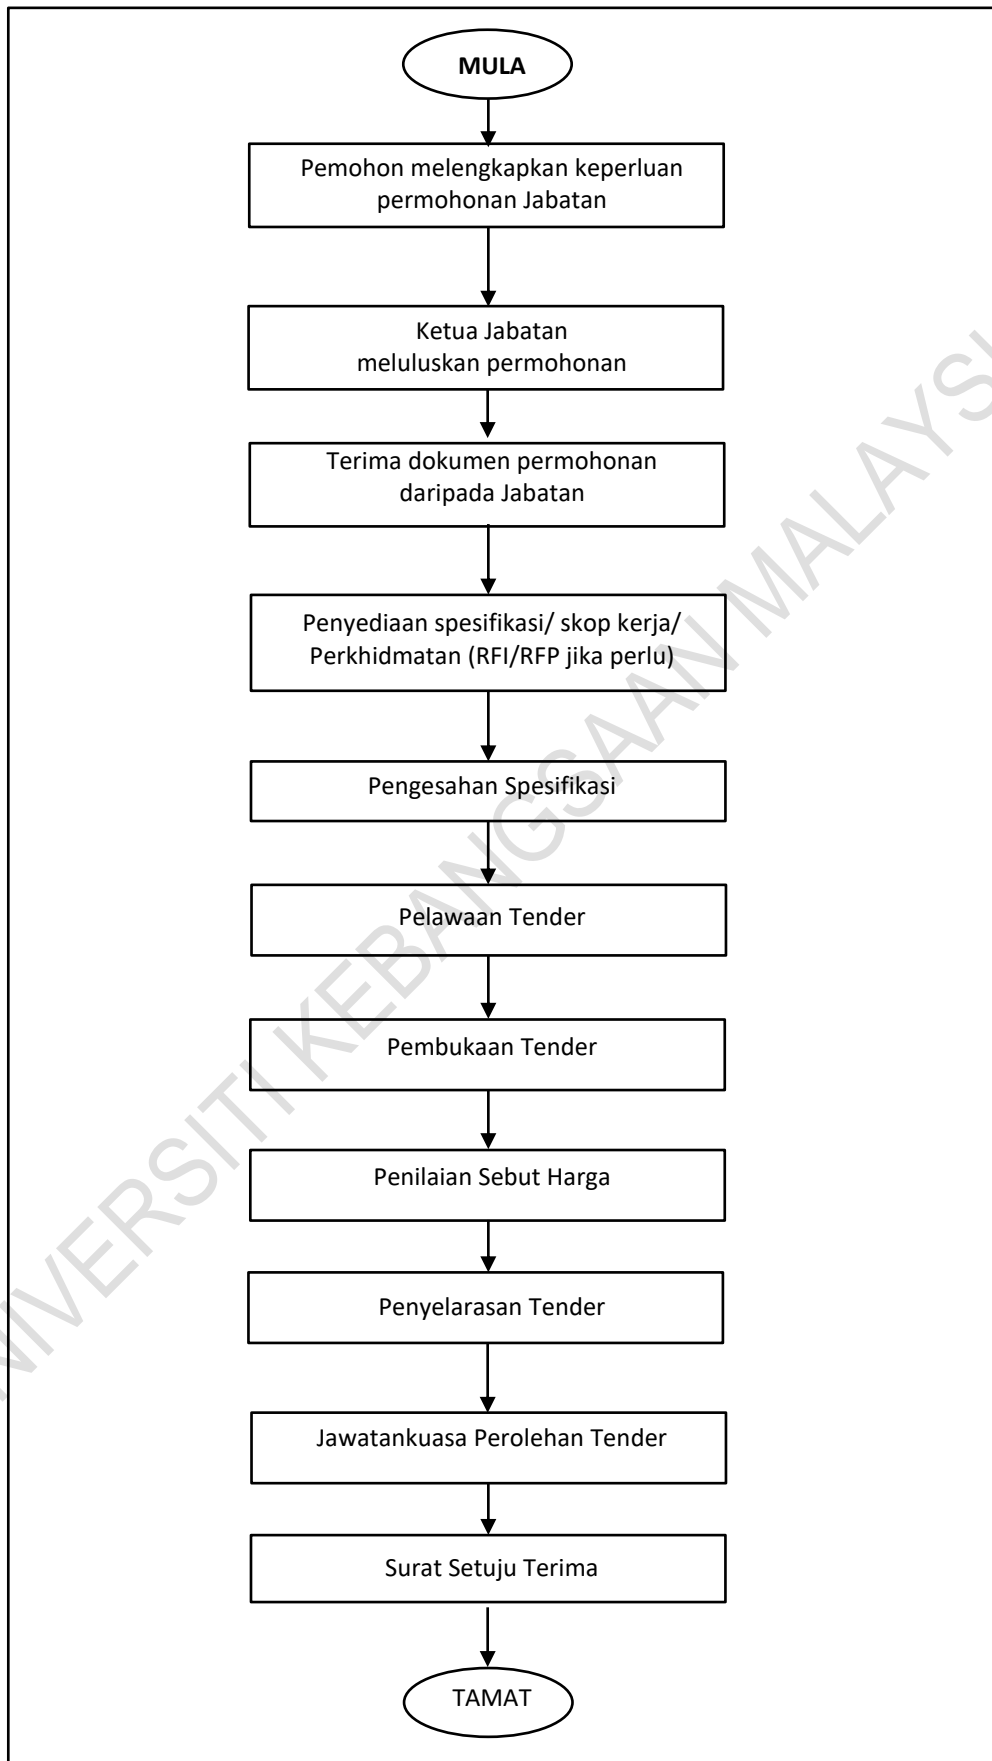 MULA
Pemohon melengkapkan keperluan
permohonan Jabatan
Ketua Jabatan
meluluskan permohonan
Terima dokumen permohonan
daripada Jabatan
Penyediaan spesifikasi/ skop kerja/
Perkhidmatan (RFI/RFP jika perlu)
Pengesahan Spesifikasi
Pelawaan Tender
Pembukaan Tender
Penilaian Sebut Harga
Penyelarasan Tender
Jawatankuasa Perolehan Tender
Surat Setuju Terima
TAMAT
NIVERSITI KEBANGSAAN MALAYSI